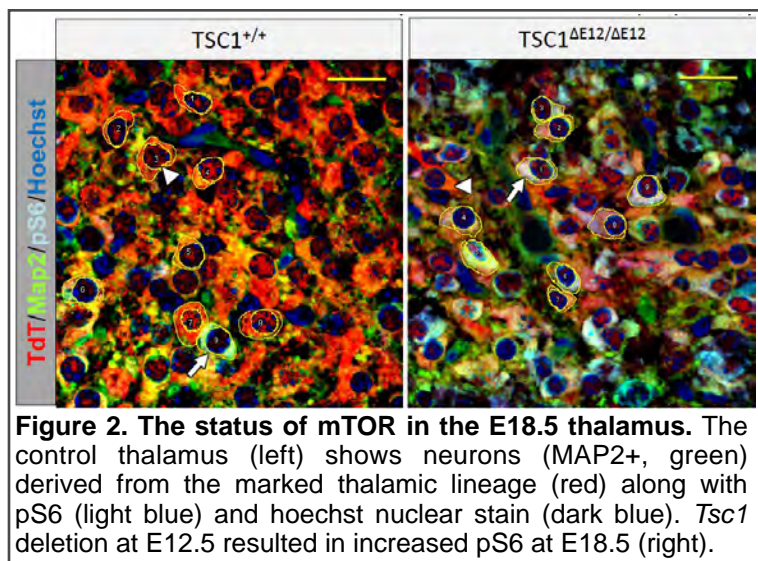 TSC1+/+
TSC1ΔE12/ΔE12
TdT/Map2/pS6/Hoechst
Figure 2. The status of mTOR in the E18.5 thalamus. The
control thalamus (left) shows neurons (MAP2+, green)
derived from the marked thalamic lineage (red) along with
pS6 (light blue) and hoechst nuclear stain (dark blue). Tsc1
deletion at E12.5 resulted in increased pS6 at E18.5 (right).